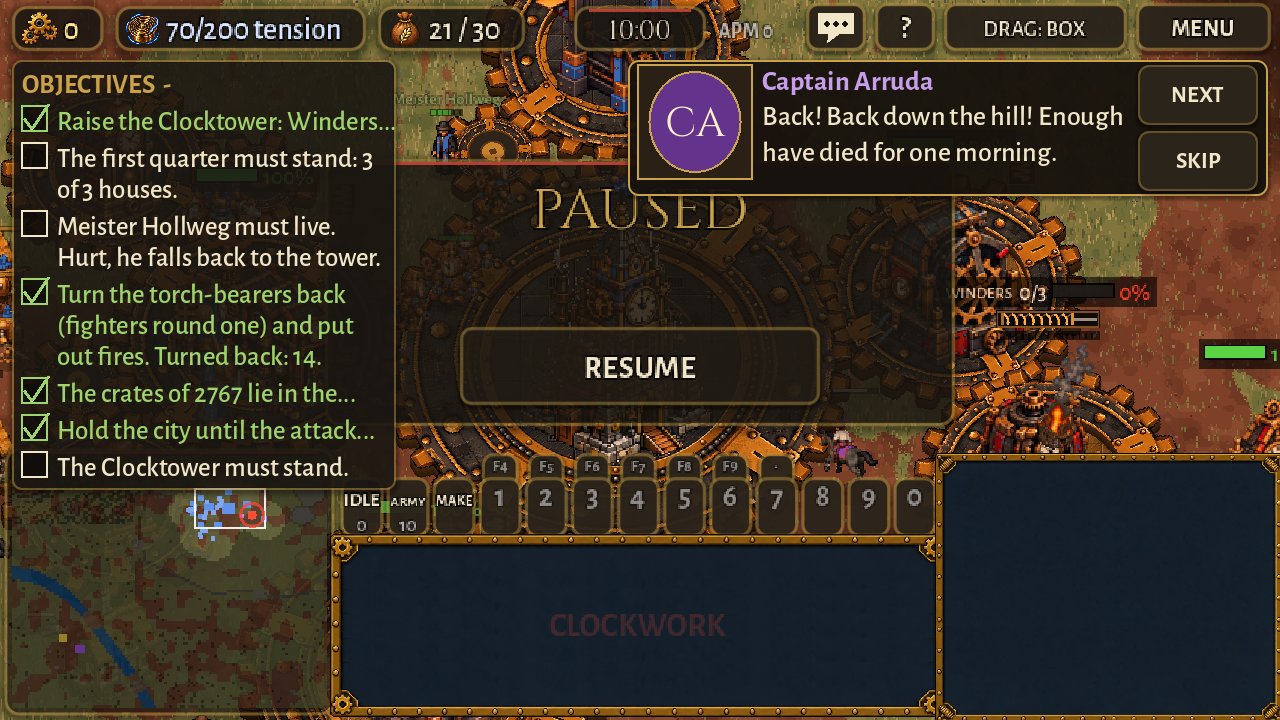 0
70/200 tension
21 / 30
10:00
APM 0
?
DRAG: BOX
MENU
OBJECTIVES -
Raise the Clocktower: Winders...
The first quarter must stand: 3
of 3 houses.
Meister Hollweg must live.
Hurt, he falls back to the tower.
Turn the torch-bearers back
(fighters round one) and put
out fires. Turned back: 14.
The crates of 2767 lie in the...
Hold the city until the attack...
The Clocktower must stand.
Meister Hollweg
100%
CA
Captain Arruda
Back! Back down the hill! Enough
have died for one morning.
NEXT
SKIP
PAUSED
RESUME
WINDERS 0/3
0%
1
F4 F5 F6 F7 F8 F9
IDLE
0
ARMY
10
MAKE
1 2 3 4 5 6 7 8 9 0
CLOCKWORK